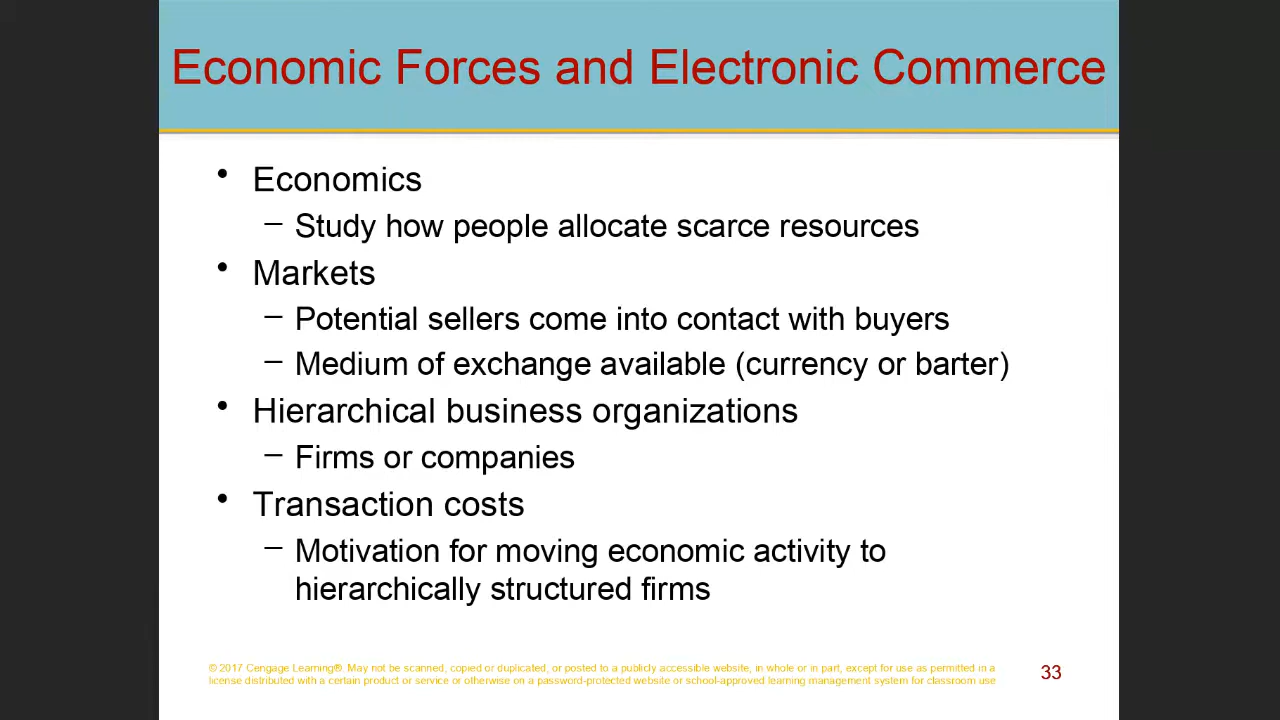 Economic Forces and Electronic Commerce
• Economics
– Study how people allocate scarce resources
• Markets
– Potential sellers come into contact with buyers
– Medium of exchange available (currency or barter)
• Hierarchical business organizations
– Firms or companies
• Transaction costs
– Motivation for moving economic activity to
hierarchically structured firms
© 2017 Cengage Learning®. May not be scanned, copied or duplicated, or posted to a publicly accessible website, in whole or in part, except for use as permitted in a
license distributed with a certain product or service or otherwise on a password-protected website or school-approved learning management system for classroom use
33